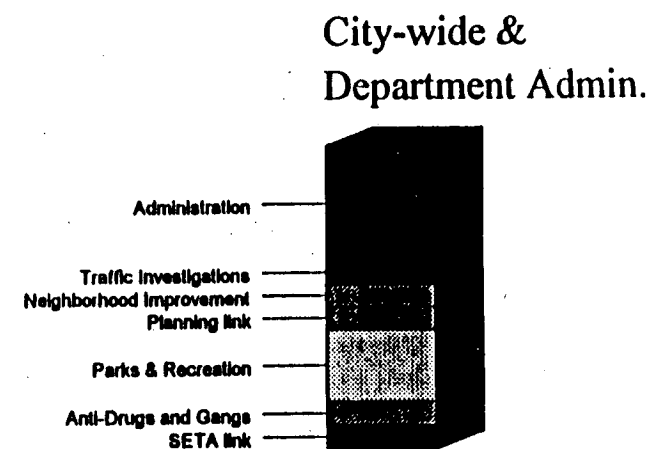 City-wide &
Department Admin.
Administration
Traffic Investigations
Neighborhood Improvement
Planning link
Parks & Recreation
Anti-Drugs and Gangs
SETA link